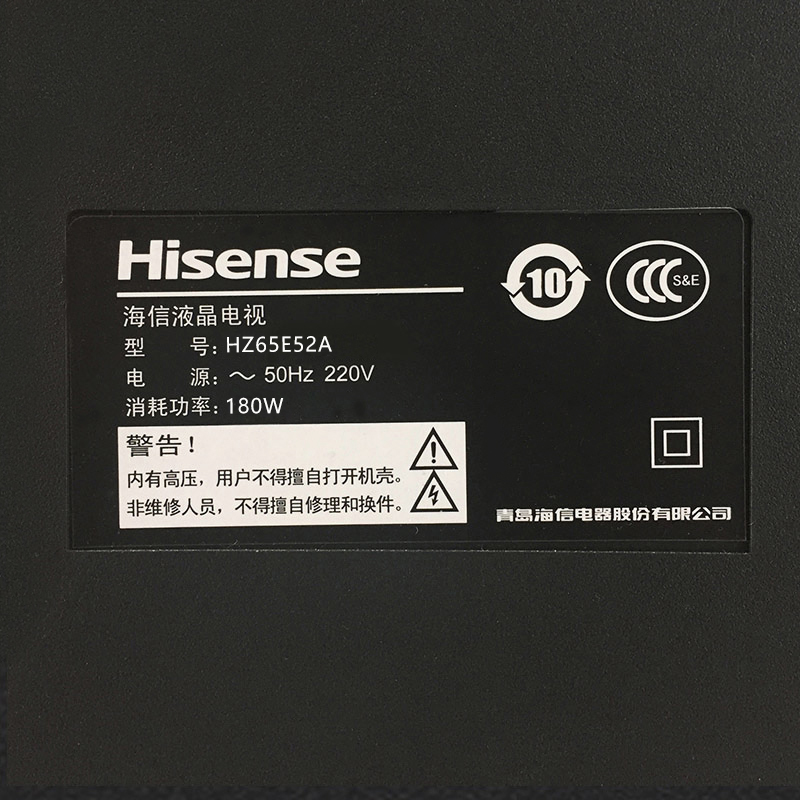 Hisense
10
CCC S&E
海信液晶电视
型 号: HZ65E52A
电 源: ～ 50Hz 220V
消耗功率: 180W
警告！
内有高压，用户不得擅自打开机壳。
非维修人员，不得擅自修理和换件。
青岛海信电器股份有限公司